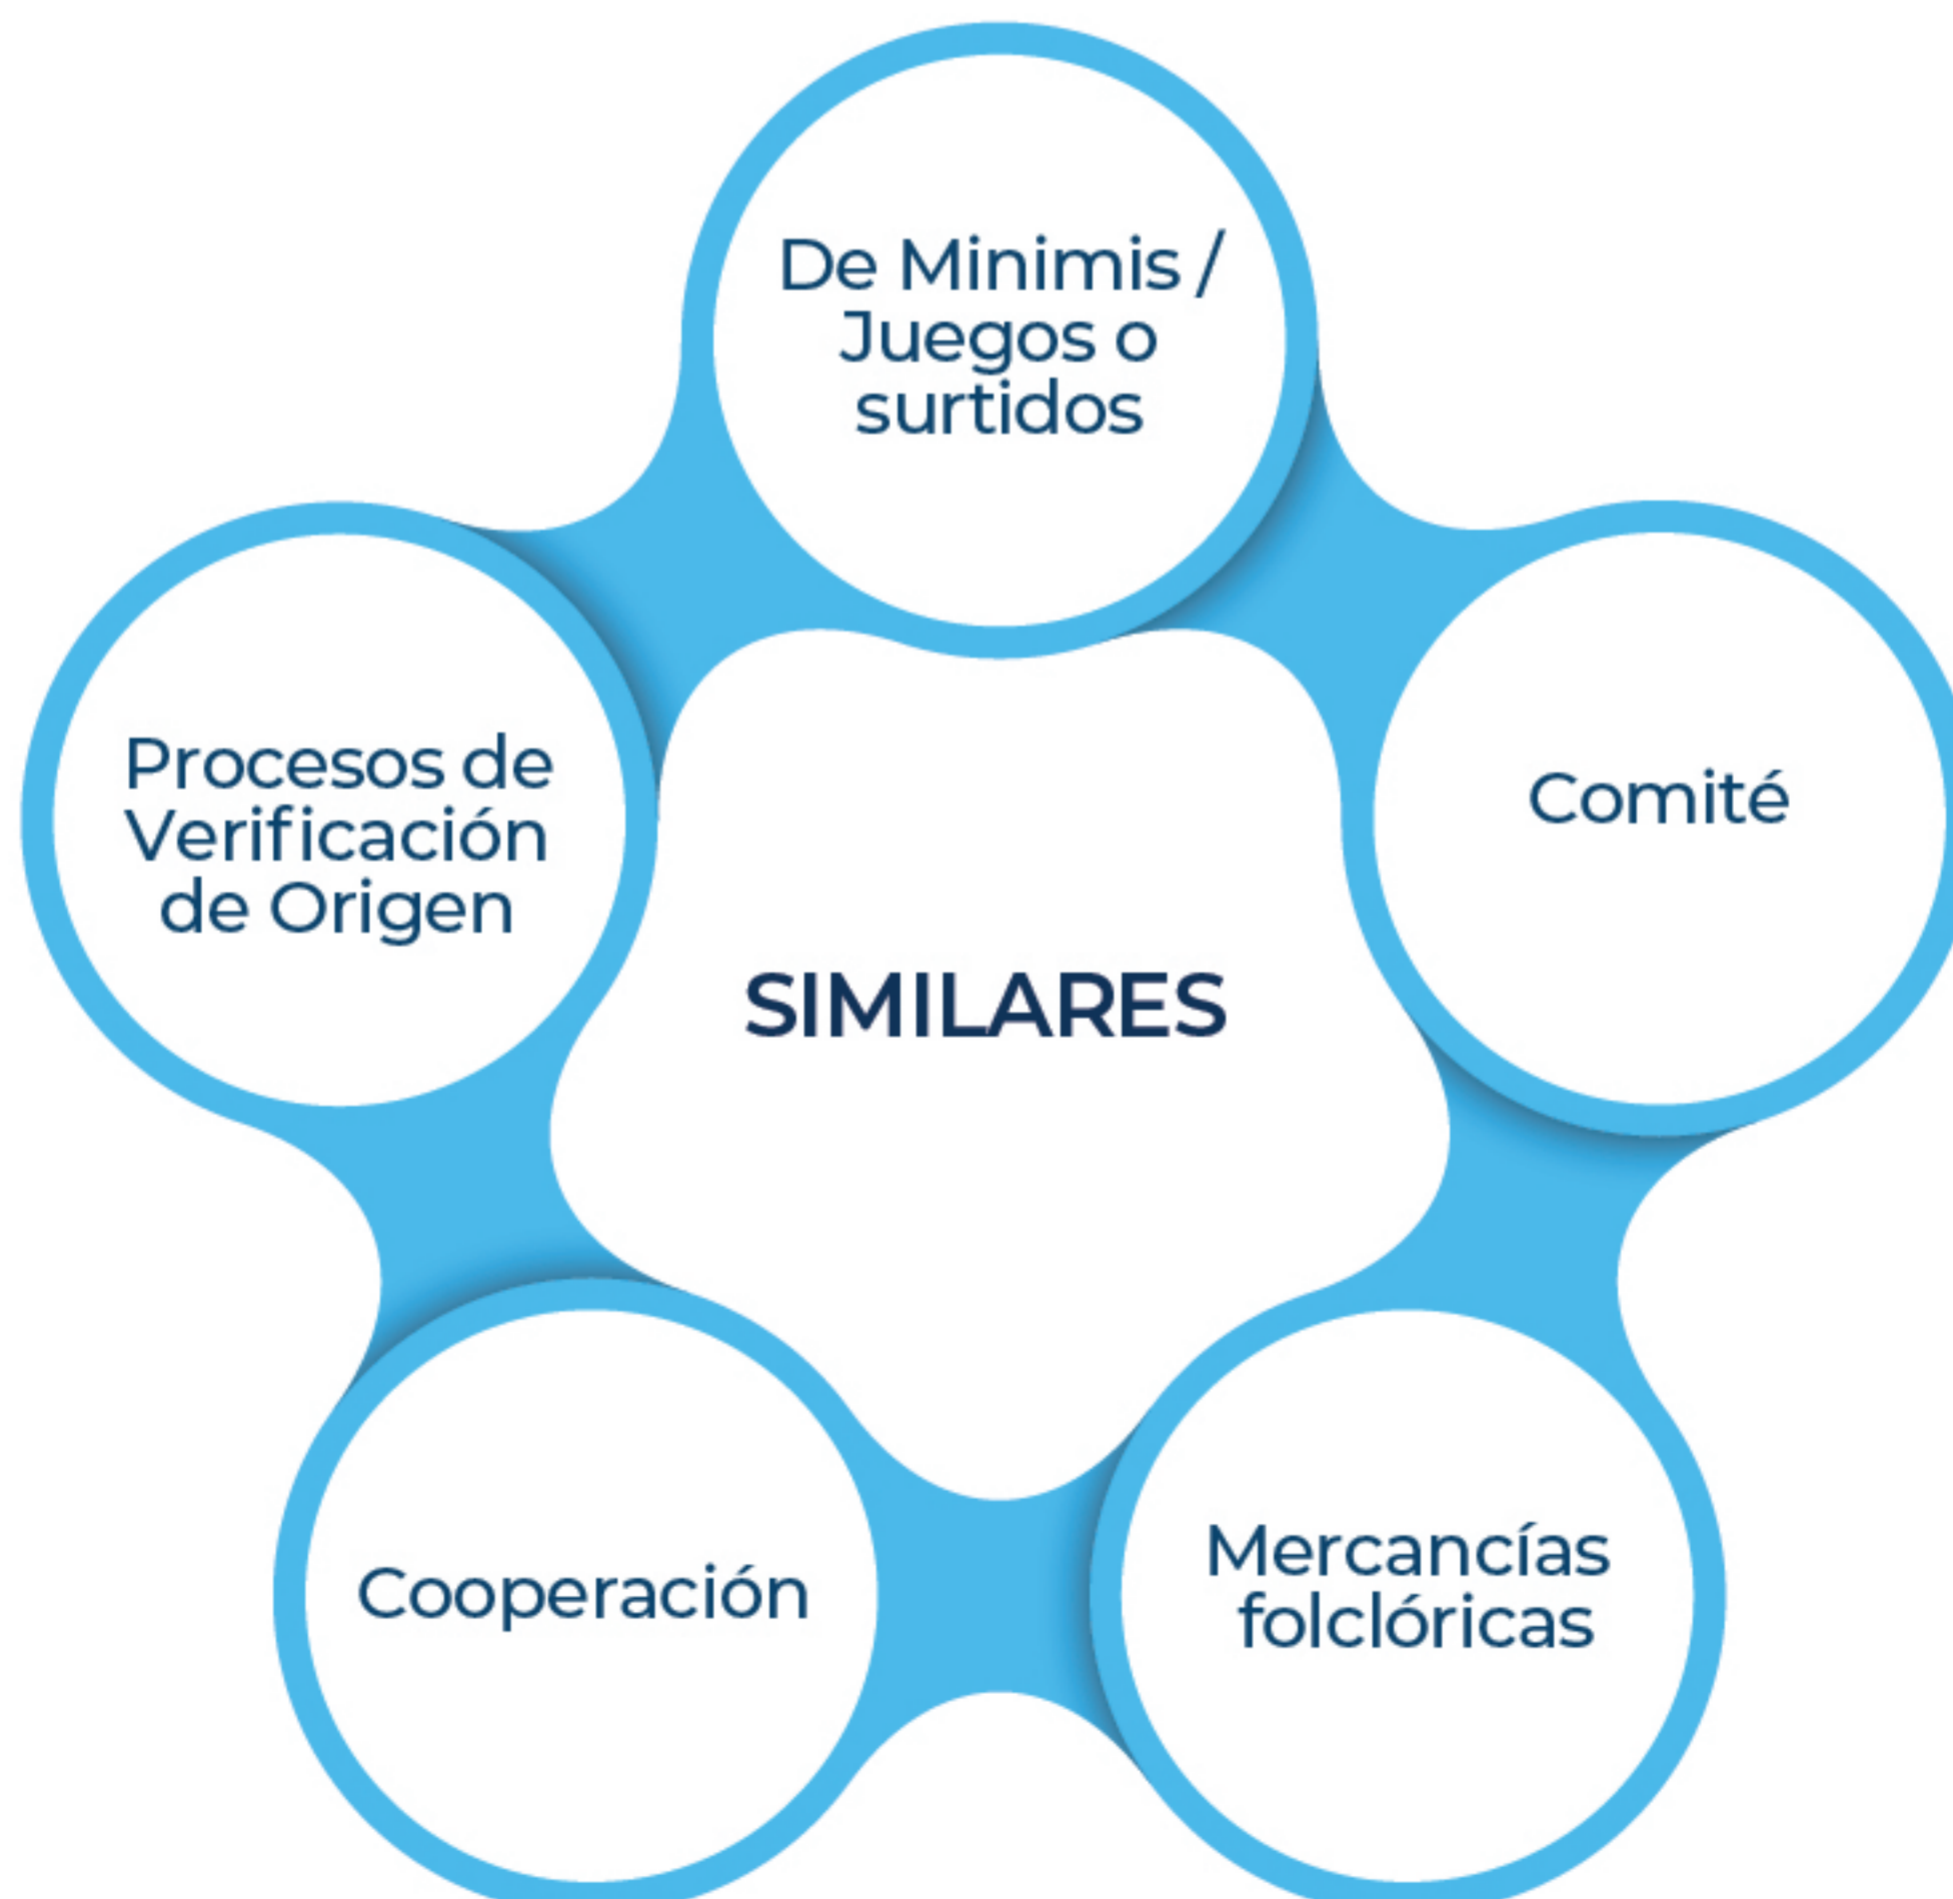 De Minimis /
Juegos o
surtidos
Procesos de
Verificación
de Origen
Comité
SIMILARES
Cooperación
Mercancías
folclóricas